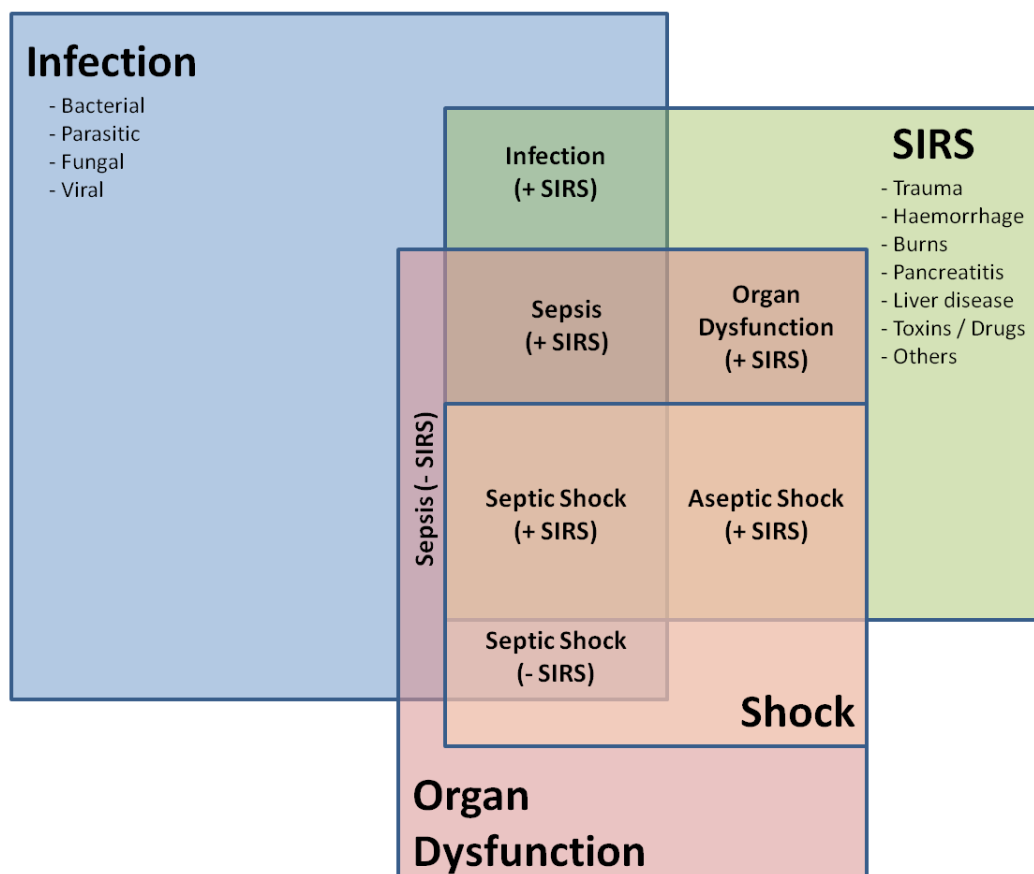 Infection
- Bacterial
- Parasitic
- Fungal
- Viral
Infection
(+ SIRS)
SIRS
- Trauma
- Haemorrhage
- Burns
- Pancreatitis
- Liver disease
- Toxins / Drugs
- Others
Sepsis
(+ SIRS)
Organ
Dysfunction
(+ SIRS)
Sepsis (- SIRS)
Septic Shock
(+ SIRS)
Aseptic Shock
(+ SIRS)
Septic Shock
(- SIRS)
Shock
Organ
Dysfunction